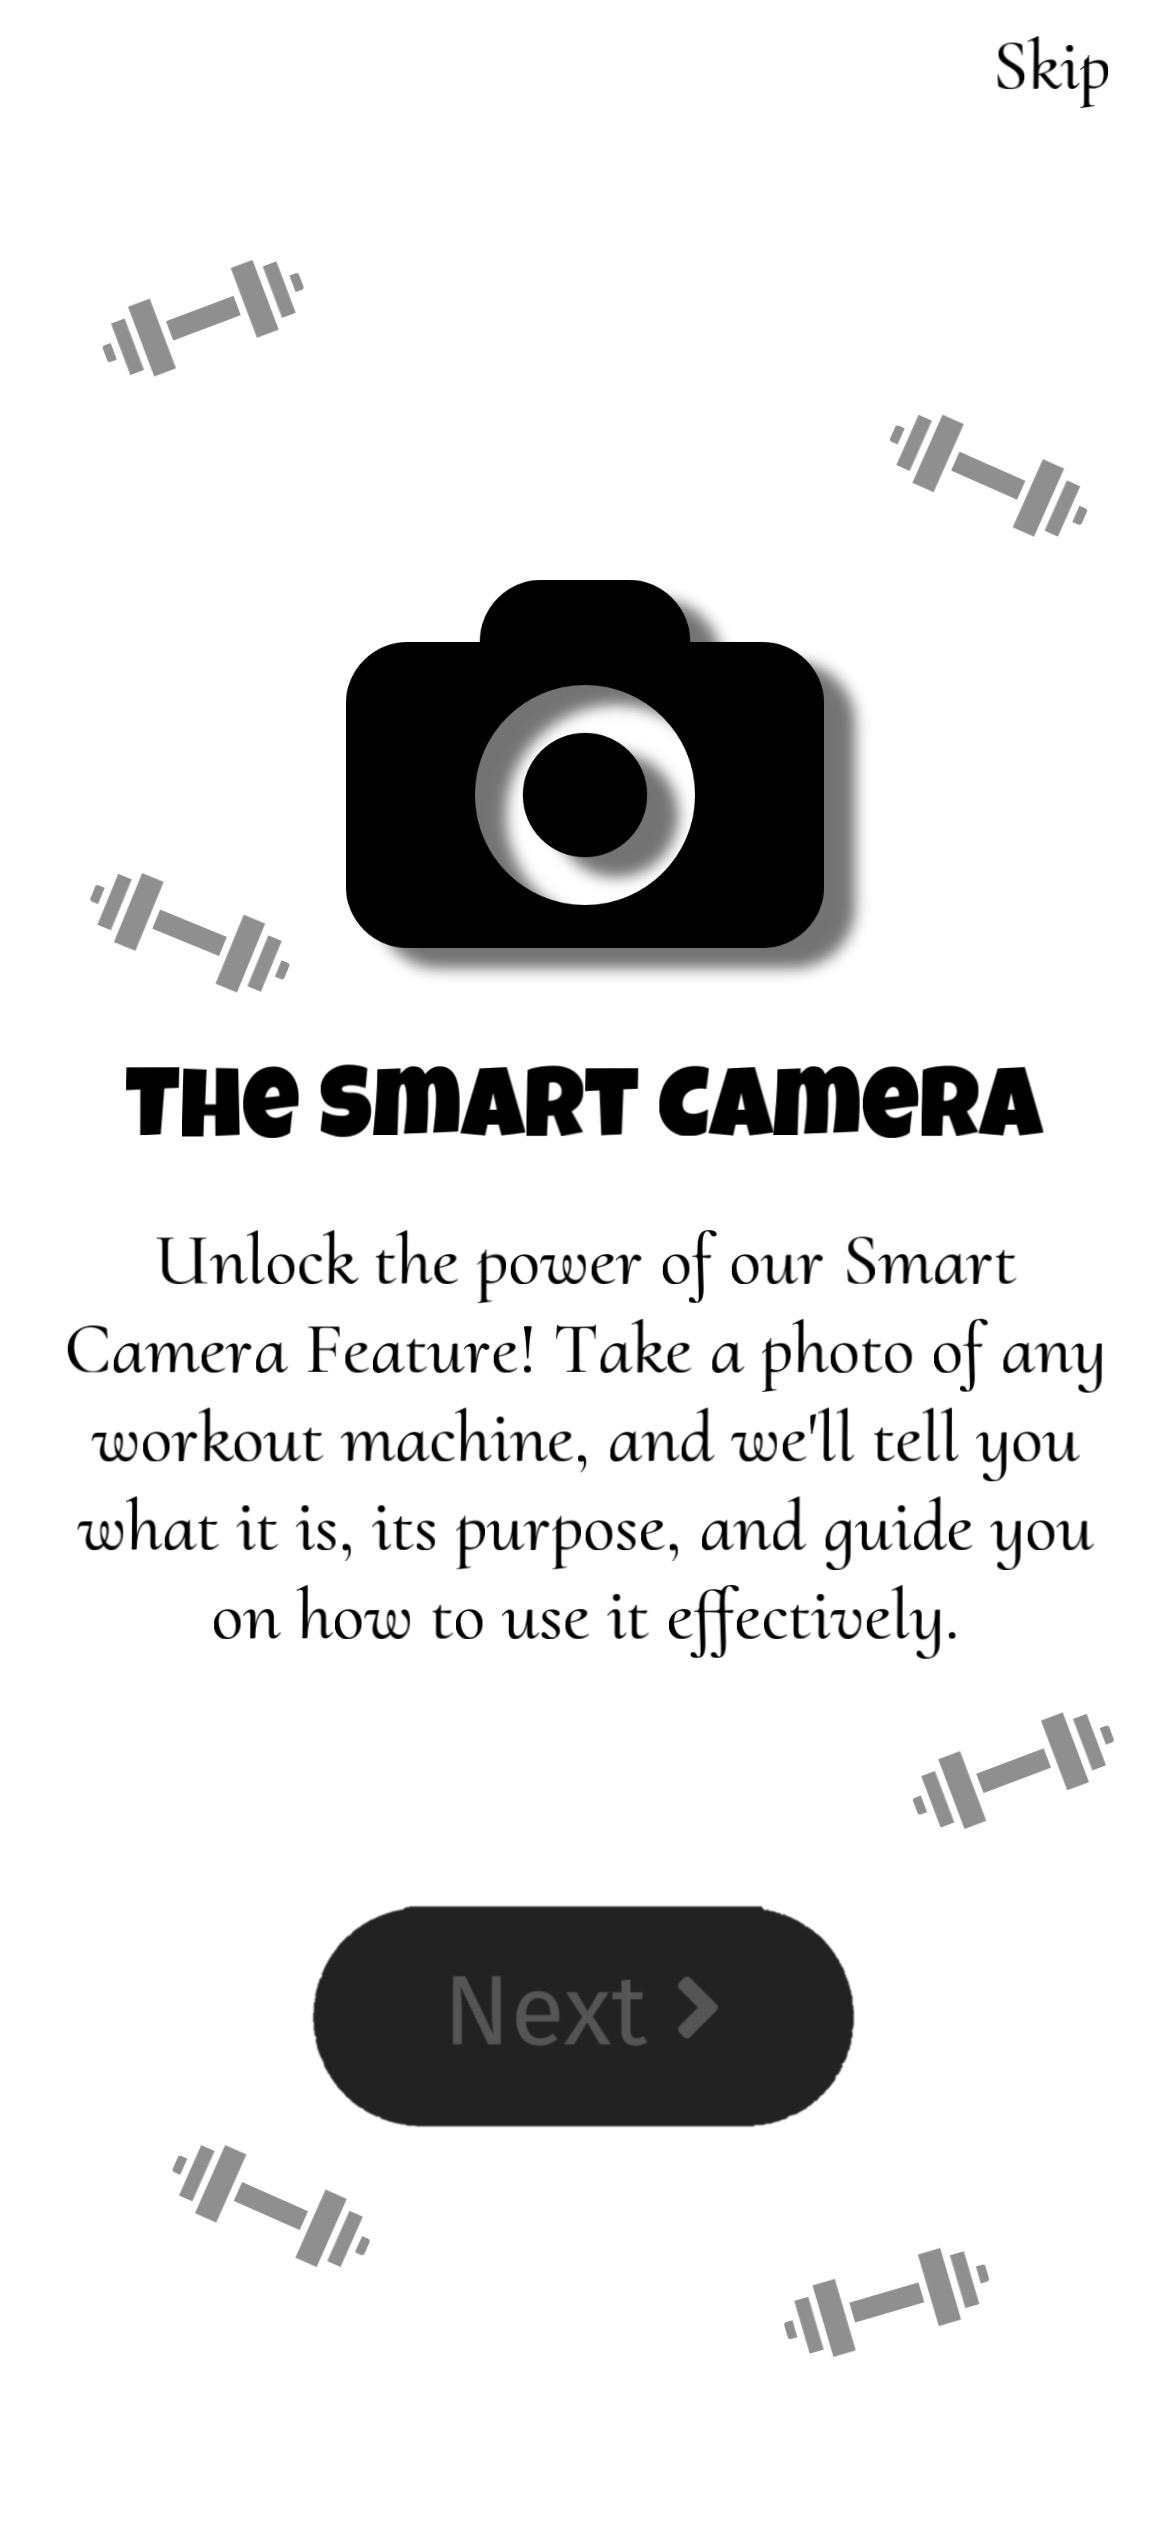 Skip
THe SmART CAmeRA
Unlock the power of our Smart
Camera Feature! Take a photo of any
workout machine, and we'll tell you
what it is, its purpose, and guide you
on how to use it effectively.
Next